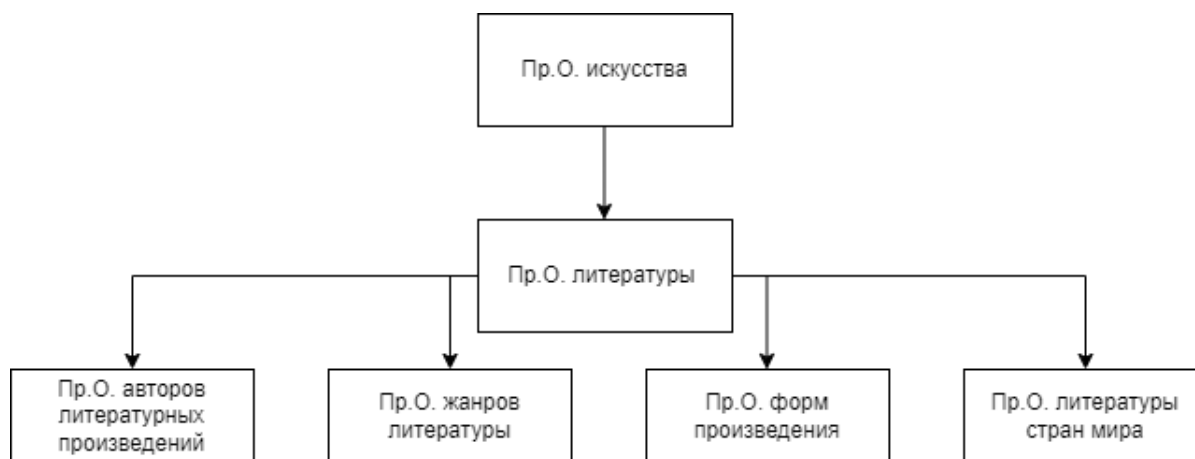 Пр.О. искусства
Пр.О. литературы
Пр.О. авторов
литературных
произведений
Пр.О. жанров
литературы
Пр.О. форм
произведения
Пр.О. литературы
стран мира